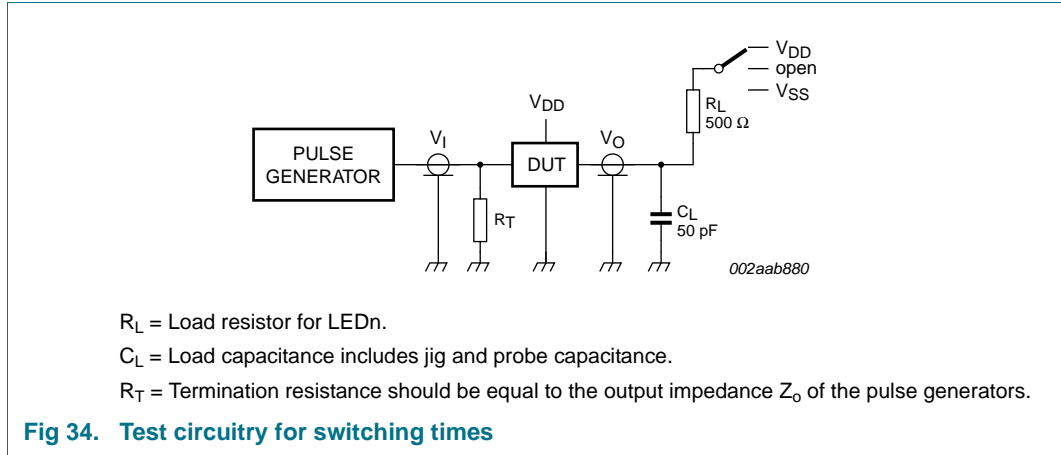 V_DD
open
V_SS
R_L
500 Ω
V_DD
V_I
V_O
PULSE
GENERATOR
DUT
R_T
C_L
50 pF
002aab880
R_L = Load resistor for LEDn.
C_L = Load capacitance includes jig and probe capacitance.
R_T = Termination resistance should be equal to the output impedance Z_o of the pulse generators.
Fig 34. Test circuitry for switching times